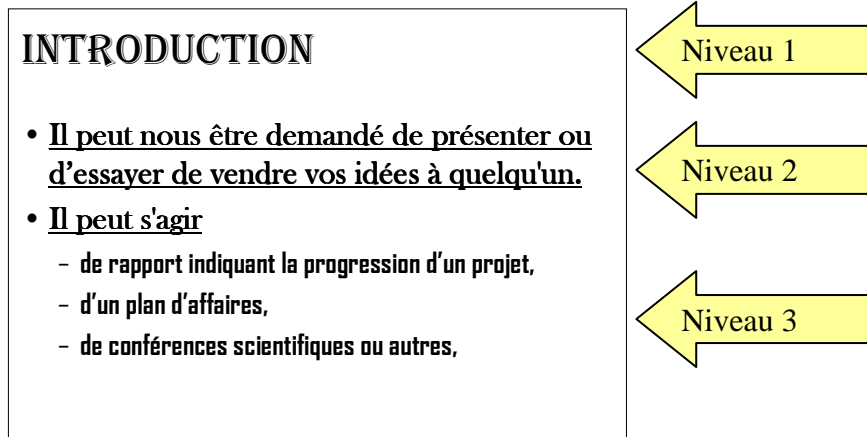 INTRODUCTION
Niveau 1
• Il peut nous être demandé de présenter ou
d’essayer de vendre vos idées à quelqu'un.
Niveau 2
• Il peut s'agir
– de rapport indiquant la progression d’un projet,
– d’un plan d’affaires,
– de conférences scientifiques ou autres,
Niveau 3